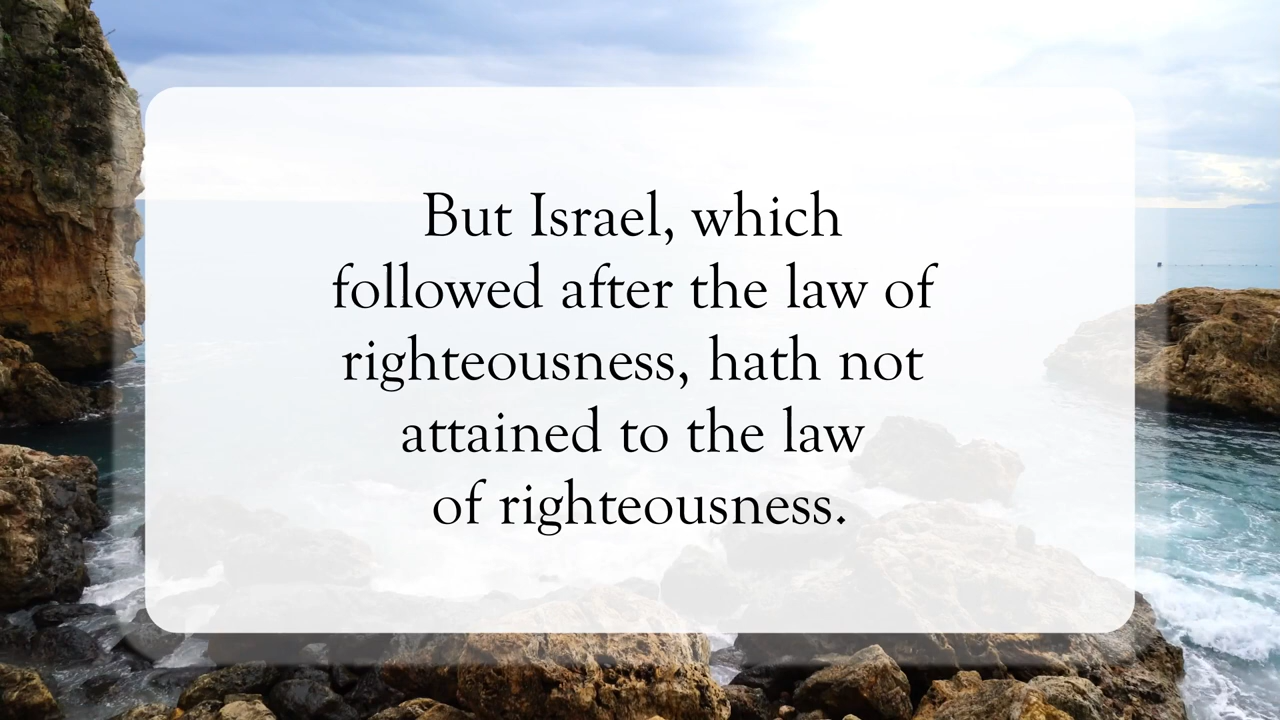 But Israel, which
followed after the law of
righteousness, hath not
attained to the law
of righteousness.